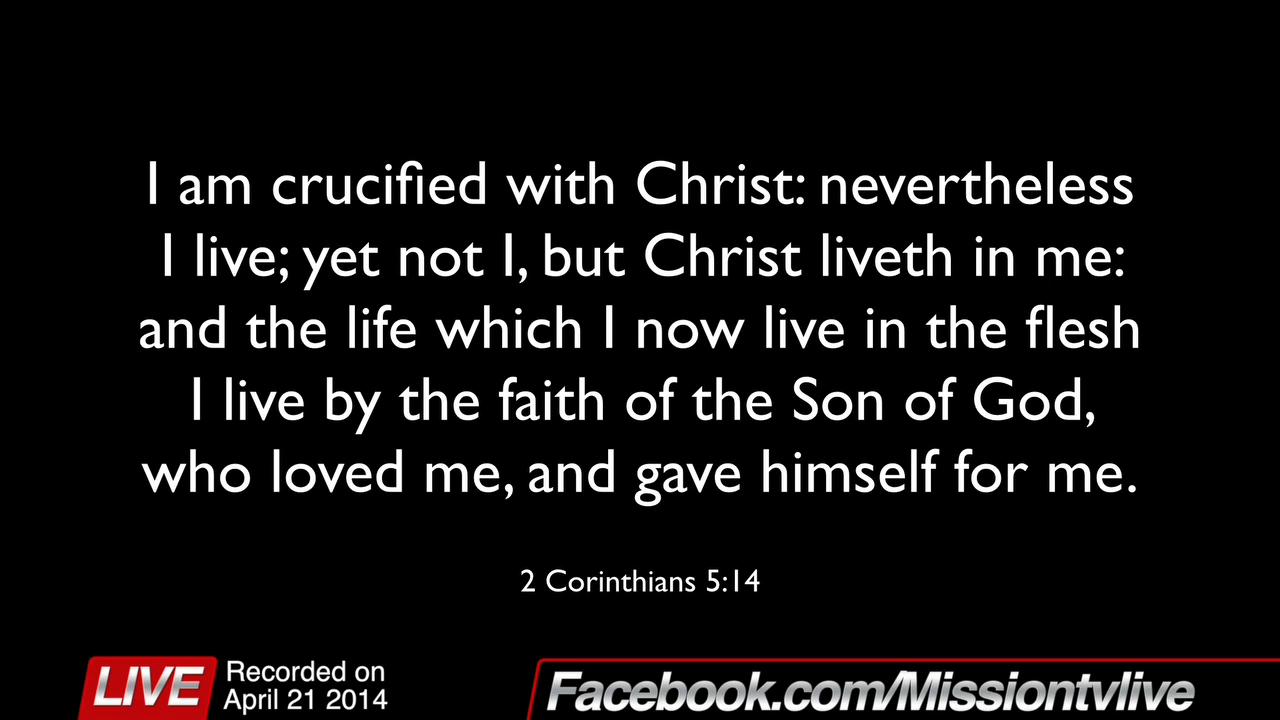 I am crucified with Christ: nevertheless
I live; yet not I, but Christ liveth in me:
and the life which I now live in the flesh
I live by the faith of the Son of God,
who loved me, and gave himself for me.
2 Corinthians 5:14
LIVE
Recorded on
April 21 2014
Facebook.com/Missiontvlive